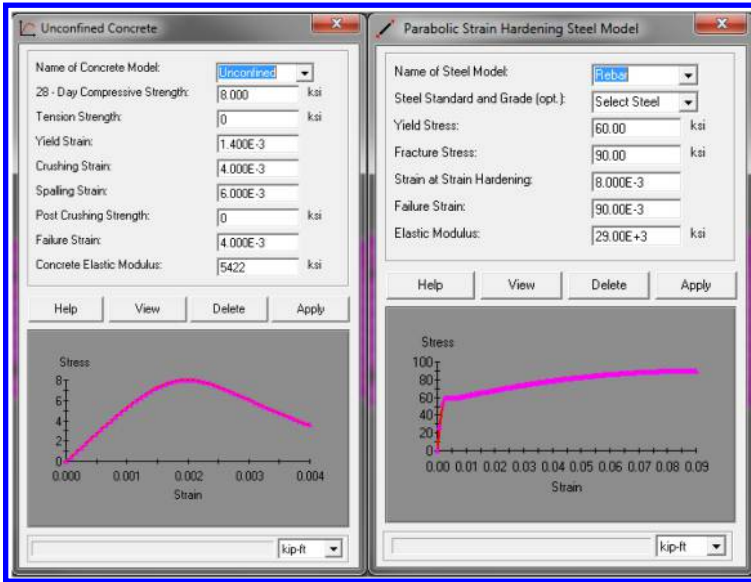 Unconfined Concrete
Name of Concrete Model: Unconfined
28 - Day Compressive Strength: 8.000 ksi
Tension Strength: 0 ksi
Yield Strain: 1.400E-3
Crushing Strain: 4.000E-3
Spalling Strain: 6.000E-3
Post Crushing Strength: 0 ksi
Failure Strain: 4.000E-3
Concrete Elastic Modulus: 5422 ksi
Help View Delete Apply
Stress
8
6
4
2
0
0.000 0.001 0.002 0.003 0.004
Strain
kip-ft
Parabolic Strain Hardening Steel Model
Name of Steel Model: Rebar
Steel Standard and Grade (opt.): Select Steel
Yield Stress: 60.00 ksi
Fracture Stress: 90.00 ksi
Strain at Strain Hardening: 8.000E-3
Failure Strain: 90.00E-3
Elastic Modulus: 29.00E+3 ksi
Help View Delete Apply
Stress
100
80
60
40
20
0
0.00 0.01 0.02 0.03 0.04 0.05 0.06 0.07 0.08 0.09
Strain
kip-ft